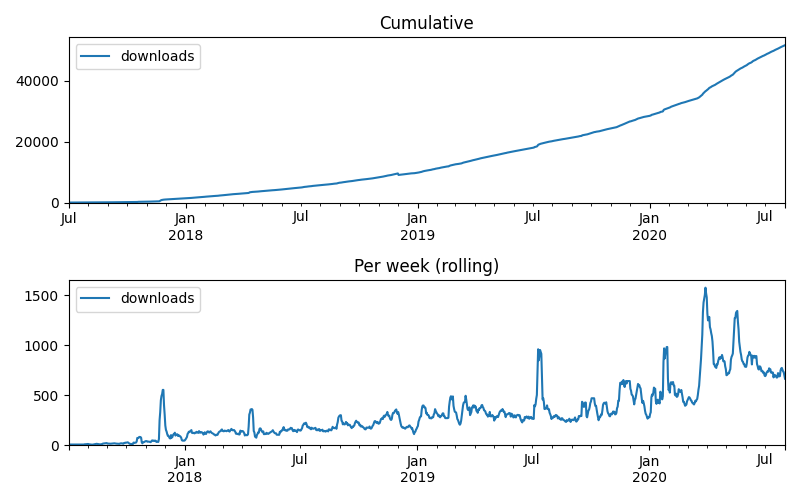 Cumulative
downloads
40000
20000
0
Jul Jan Jul Jan Jul Jan Jul
2018 2019 2020
Per week (rolling)
downloads
1500
1000
500
0
Jan Jul Jan Jul Jan Jul
2018 2019 2020